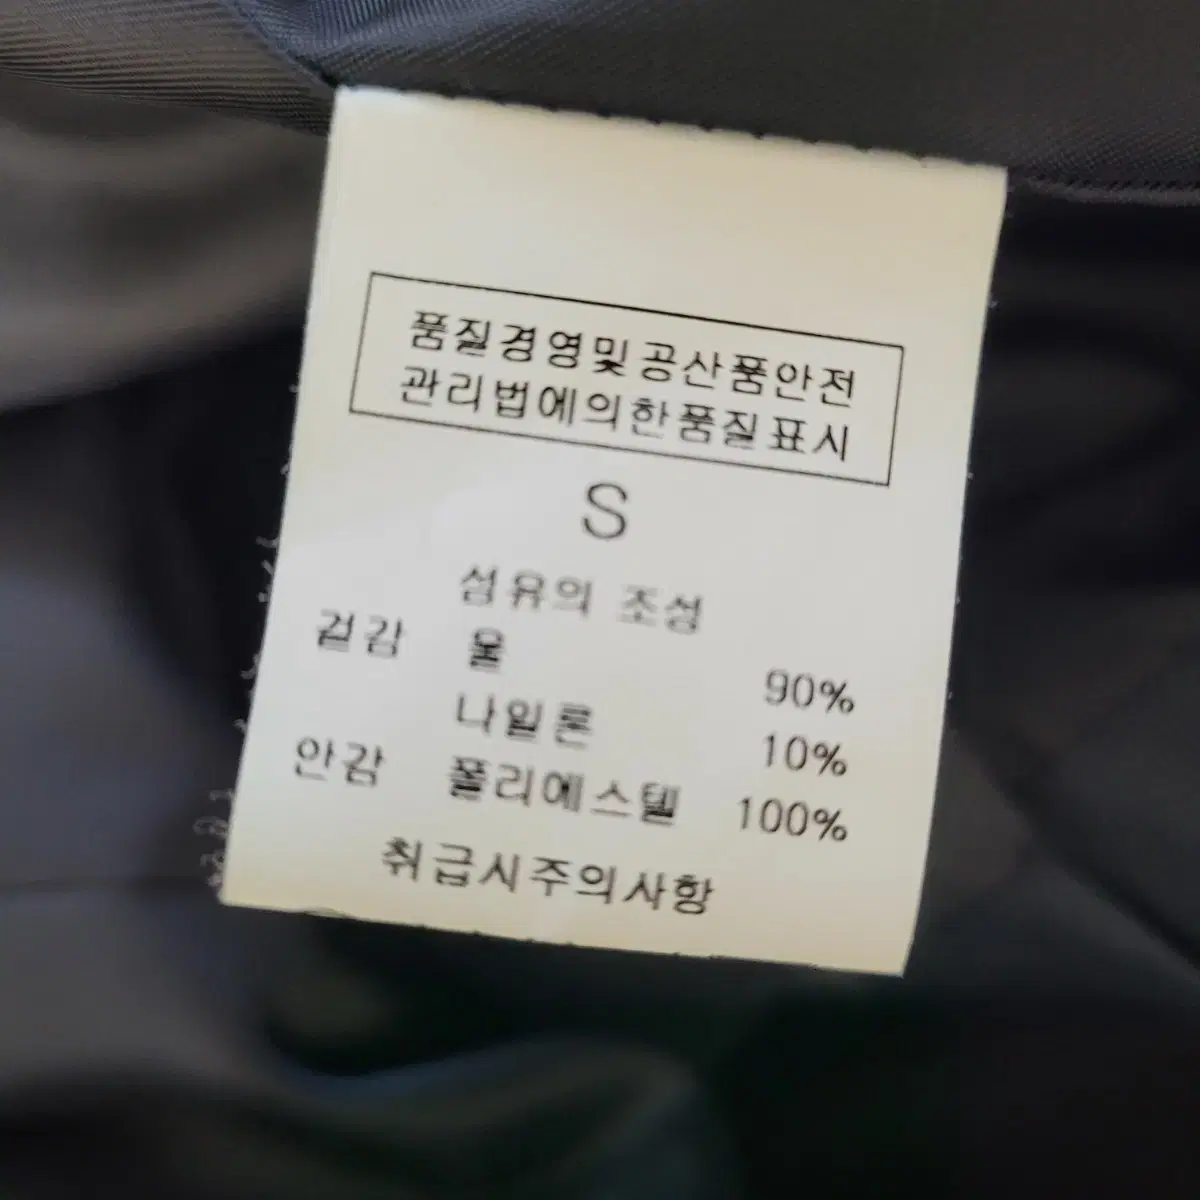 품질경영및공산품안전
관리법에의한품질표시
S
섬유의 조성
겉감 울 90%
나일론 10%
안감 폴리에스텔 100%
취급시주의사항